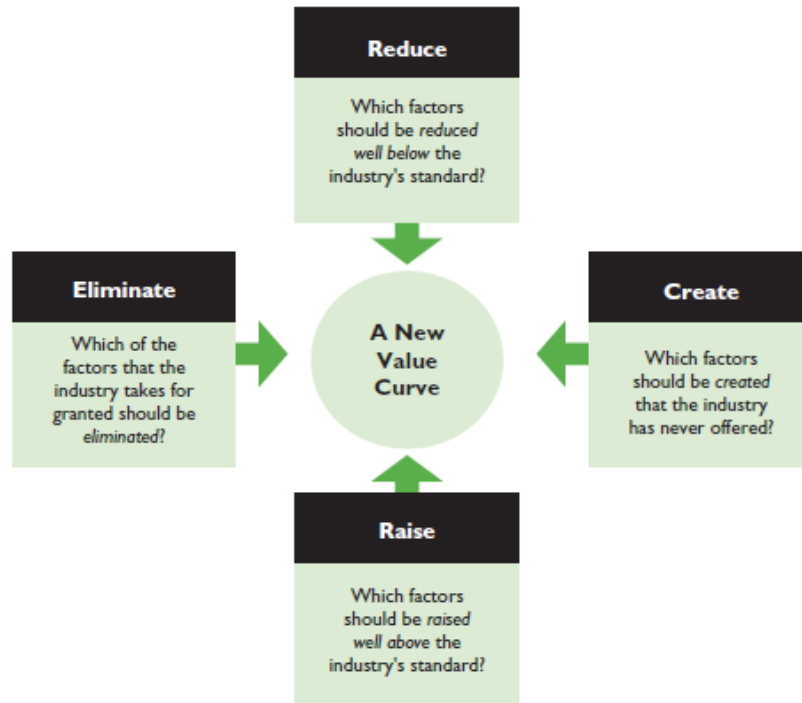 Reduce
Which factors
should be reduced
well below the
industry's standard?
Eliminate
Which of the
factors that the
industry takes for
granted should be
eliminated?
A New
Value
Curve
Create
Which factors
should be created
that the industry
has never offered?
Raise
Which factors
should be raised
well above the
industry's standard?